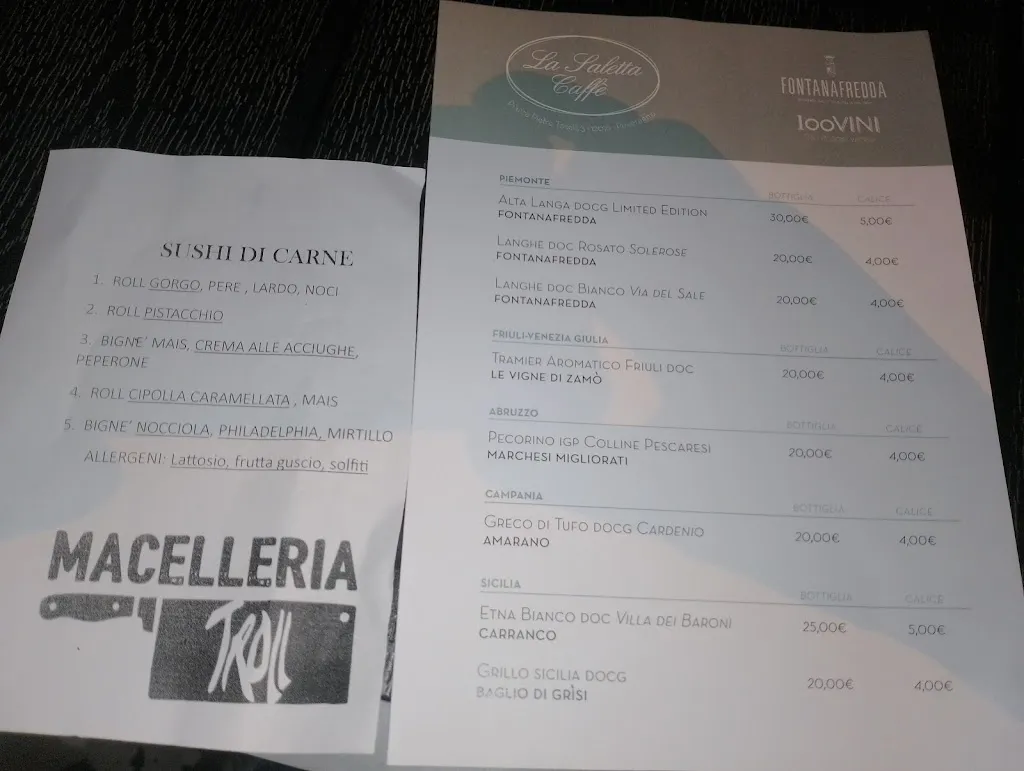 SUSHI DI CARNE
1. ROLL GORGO, PERE , LARDO, NOCI
2. ROLL PISTACCHIO
3. BIGNE' MAIS, CREMA ALLE ACCIUGHE,
PEPERONE
4. ROLL CIPOLLA CARAMELLATA , MAIS
5. BIGNE' NOCCIOLA, PHILADELPHIA, MIRTILLO
ALLERGENI: Lattosio, frutta guscio, solfiti
MACELLERIA
TROLL
La Saletta
Caffè
FONTANAFREDDA
100VINI
PIEMONTE BOTTIGLIA CALICE
ALTA LANGA DOCG LIMITED EDITION 30,00€ 5,00€
FONTANAFREDDA
LANGHE DOC ROSATO SOLEROSE 20,00€ 4,00€
FONTANAFREDDA
LANGHE DOC BIANCO VIA DEL SALE 20,00€ 4,00€
FONTANAFREDDA
FRIULI-VENEZIA GIULIA BOTTIGLIA CALICE
TRAMIER AROMATICO FRIULI DOC 20,00€ 4,00€
LE VIGNE DI ZAMÒ
ABRUZZO BOTTIGLIA CALICE
PECORINO IGP COLLINE PESCARESI 20,00€ 4,00€
MARCHESI MIGLIORATI
CAMPANIA BOTTIGLIA CALICE
GRECO DI TUFO DOCG CARDENIO 20,00€ 4,00€
AMARANO
SICILIA BOTTIGLIA CALICE
ETNA BIANCO DOC VILLA DEI BARONI 25,00€ 5,00€
CARRANCO
GRILLO SICILIA DOCG 20,00€ 4,00€
BAGLIO DI GRÌSI